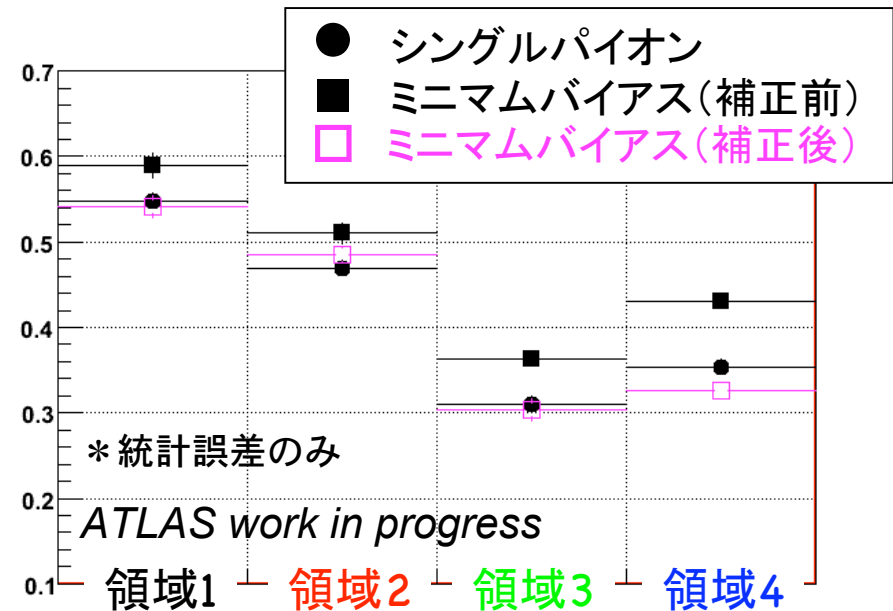 シングルパイオン
ミニマムバイアス(補正前)
ミニマムバイアス(補正後)
0.7
0.6
0.5
0.4
0.3
0.2
0.1
＊統計誤差のみ
ATLAS work in progress
領域1 領域2 領域3 領域4